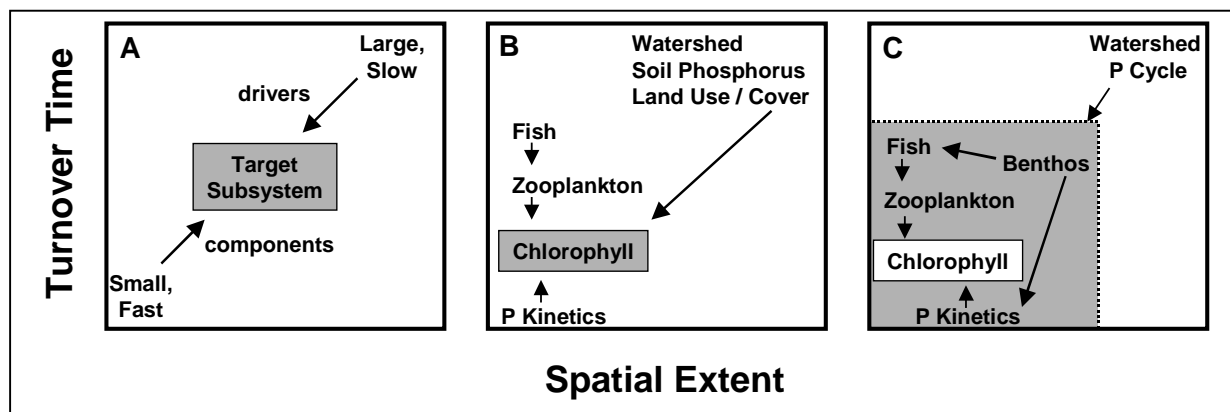 Turnover Time
A
Large,
Slow
drivers
Target
Subsystem
components
Small,
Fast
B
Watershed
Soil Phosphorus
Land Use / Cover
Fish
Zooplankton
Chlorophyll
P Kinetics
C
Watershed
P Cycle
Fish
Benthos
Zooplankton
Chlorophyll
P Kinetics
Spatial Extent